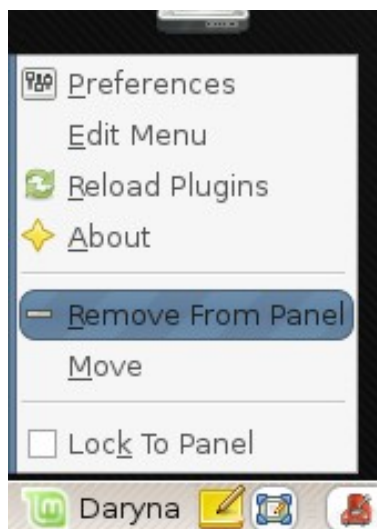 Preferences
Edit Menu
Reload Plugins
About
Remove From Panel
Move
Lock To Panel
Daryna